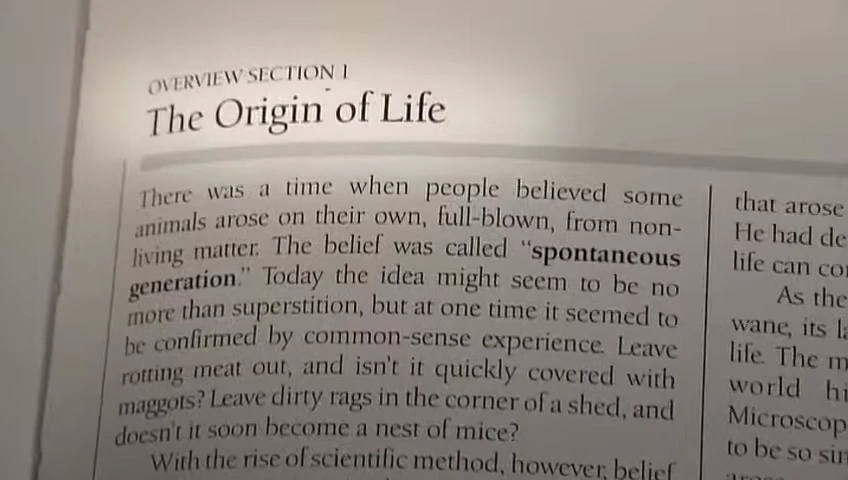 OVERVIEW SECTION 1
The Origin of Life
There was a time when people believed some
animals arose on their own, full-blown, from non-
living matter. The belief was called “spontaneous
generation.” Today the idea might seem to be no
more than superstition, but at one time it seemed to
be confirmed by common-sense experience. Leave
rotting meat out, and isn't it quickly covered with
maggots? Leave dirty rags in the corner of a shed, and
doesn't it soon become a nest of mice?
With the rise of scientific method, however, belief
that arose
He had de
life can co
As the
wane, its l
life. The m
world hi
Microscop
to be so si